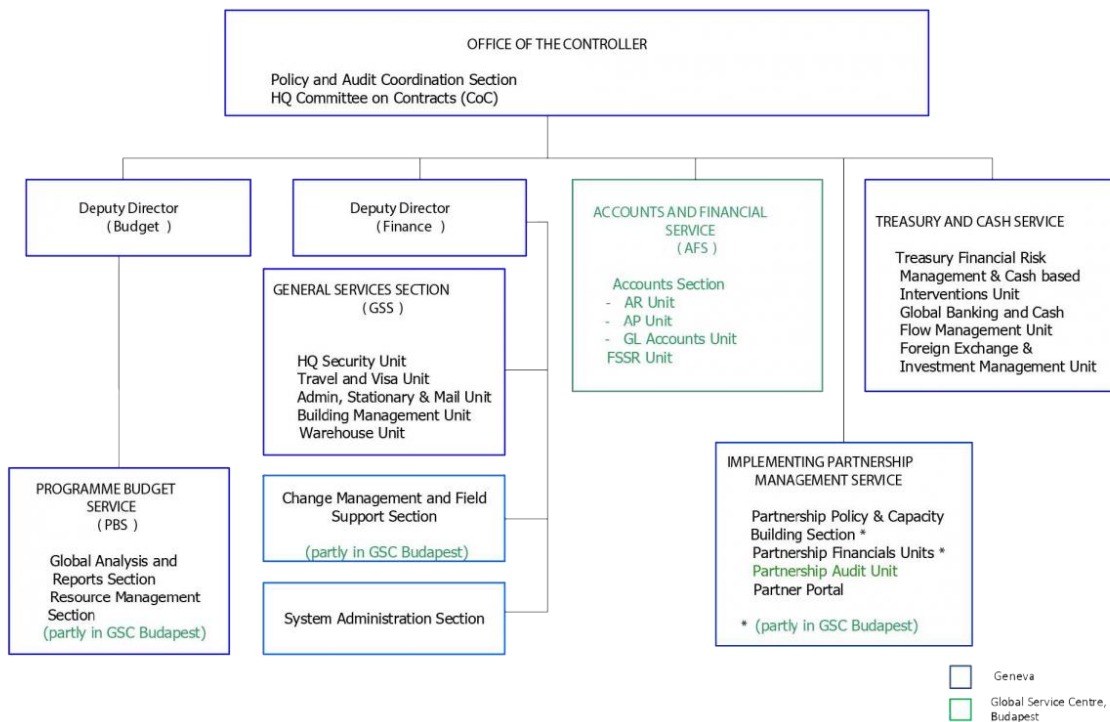 OFFICE OF THE CONTROLLER
Policy and Audit Coordination Section
HQ Committee on Contracts (CoC)
Deputy Director
( Budget )
Deputy Director
( Finance )
ACCOUNTS AND FINANCIAL
SERVICE
( AFS )
Accounts Section
- AR Unit
- AP Unit
- GL Accounts Unit
FSSR Unit
TREASURY AND CASH SERVICE
Treasury Financial Risk
Management & Cash based
Interventions Unit
Global Banking and Cash
Flow Management Unit
Foreign Exchange &
Investment Management Unit
GENERAL SERVICES SECTION
( GSS )
HQ Security Unit
Travel and Visa Unit
Admin, Stationary & Mail Unit
Building Management Unit
Warehouse Unit
PROGRAMME BUDGET
SERVICE
( PBS )
Global Analysis and
Reports Section
Resource Management
Section
(partly in GSC Budapest)
Change Management and Field
Support Section
(partly in GSC Budapest)
System Administration Section
IMPLEMENTING PARTNERSHIP
MANAGEMENT SERVICE
Partnership Policy & Capacity
Building Section *
Partnership Financials Units *
Partnership Audit Unit
Partner Portal
* (partly in GSC Budapest)
Geneva
Global Service Centre,
Budapest